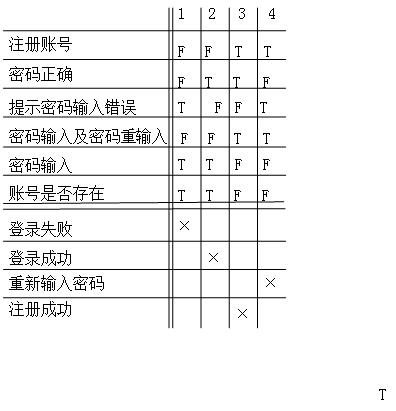 1 2 3 4
注册账号 F F T T
密码正确 F T T F
提示密码输入错误 T F F T
密码输入及密码重输入 F F T T
密码输入 T T F F
账号是否存在 T T F F
登录失败 ×
登录成功 ×
重新输入密码 ×
注册成功 ×
T